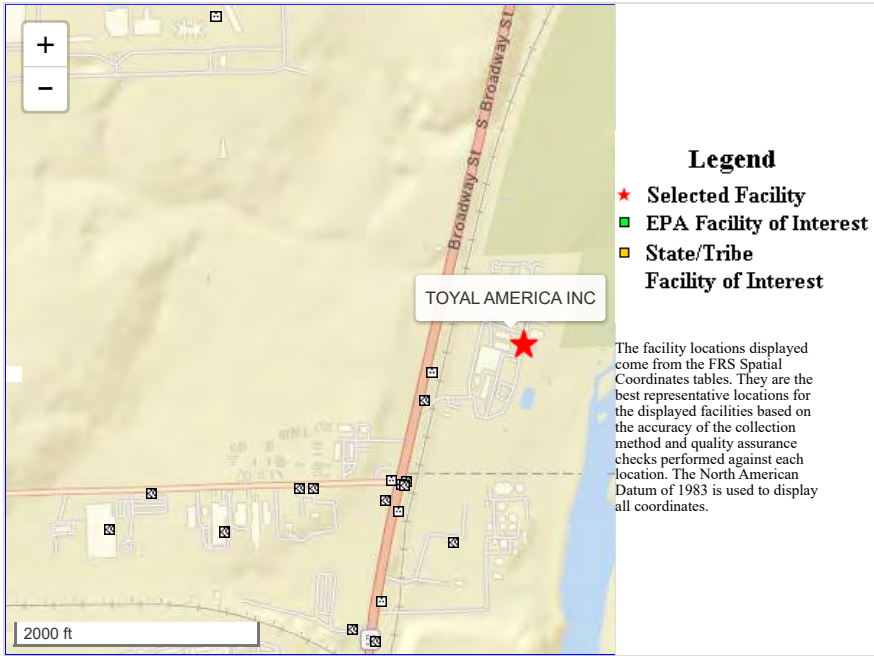 +
−
S Broadway St
Broadway St
TOYAL AMERICA INC
2000 ft
Legend
Selected Facility
EPA Facility of Interest
State/Tribe
Facility of Interest
The facility locations displayed
come from the FRS Spatial
Coordinates tables. They are the
best representative locations for
the displayed facilities based on
the accuracy of the collection
method and quality assurance
checks performed against each
location. The North American
Datum of 1983 is used to display
all coordinates.